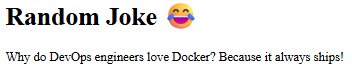 Random Joke 😂
Why do DevOps engineers love Docker? Because it always ships!